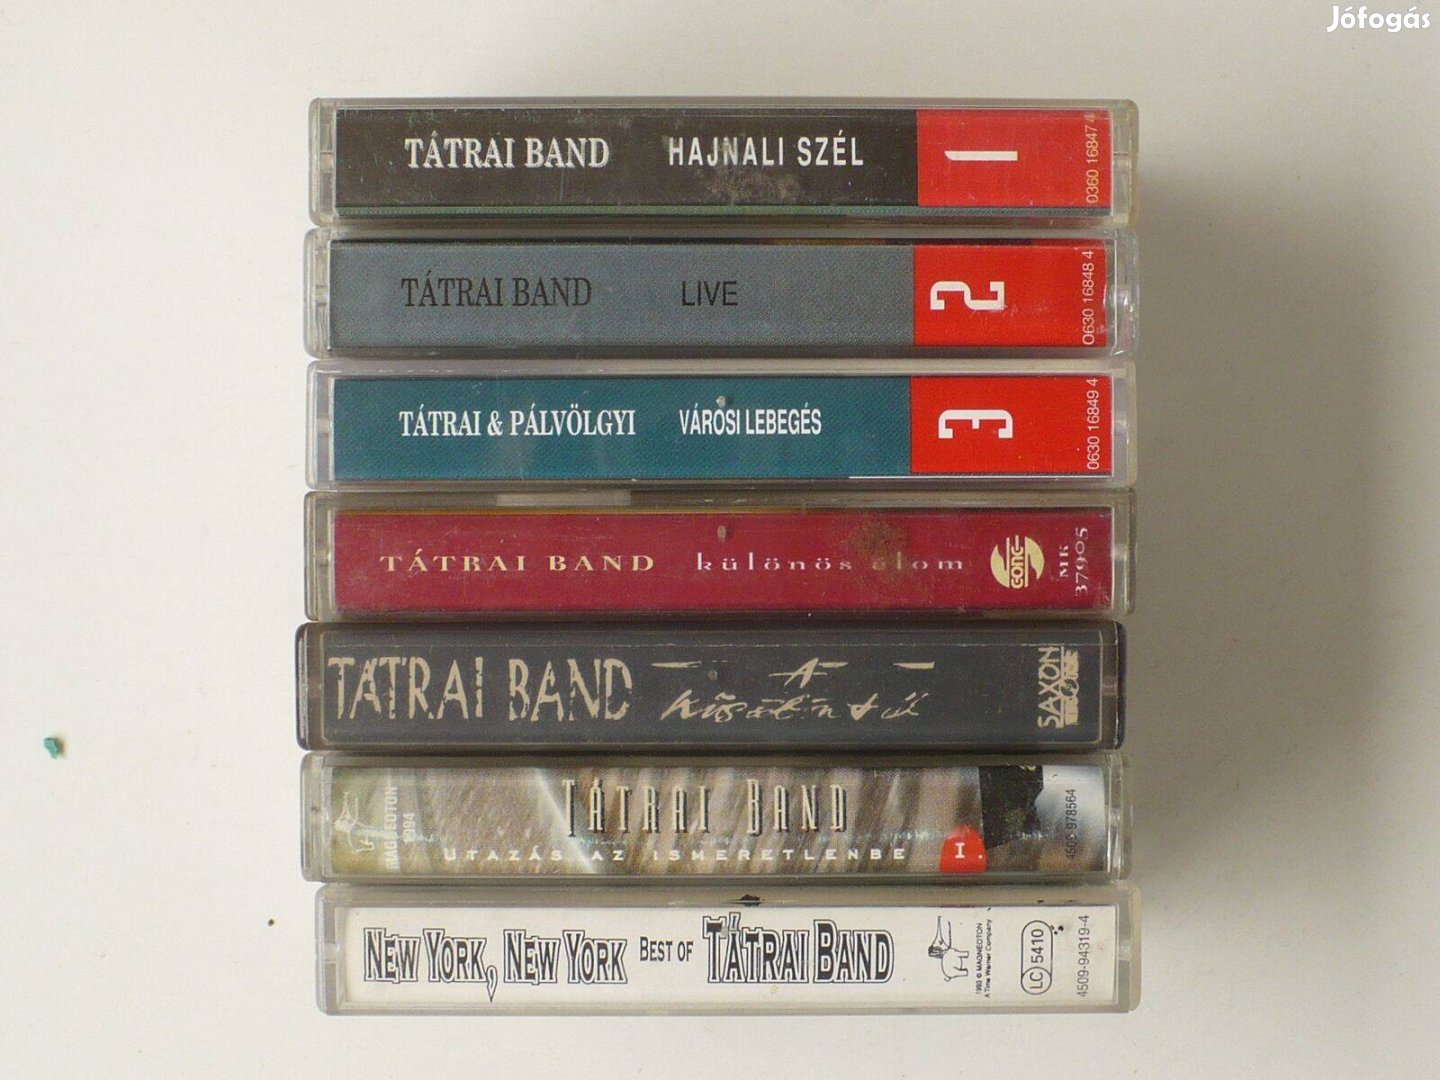 Jófogás
TÁTRAI BAND HAJNALI SZÉL 1 0360 16847 4
TÁTRAI BAND LIVE 2 0630 16848 4
TÁTRAI & PÁLVÖLGYI VÁROSI LEBEGÉS 3 0630 16849 4
TÁTRAI BAND különös álom GONG MK 37905
TÁTRAI BAND A Küszöbön túl SAXON
MAGNEOTON 1994 TÁTRAI BAND
UTAZÁS AZ ISMERETLENBE I. 4509-978564
NEW YORK, NEW YORK BEST OF TÁTRAI BAND 1993 © MAGNEOTON
A Time Warner Company LC 5410 4509-94319-4